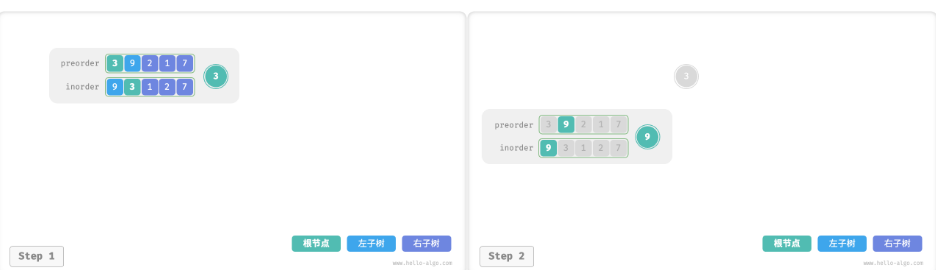 preorder 3 9 2 1 7
3
inorder 9 3 1 2 7
根节点 左子树 右子树
Step 1
www.hello-algo.com
3
preorder 3 9 2 1 7
9
inorder 9 3 1 2 7
根节点 左子树 右子树
Step 2
www.hello-algo.com